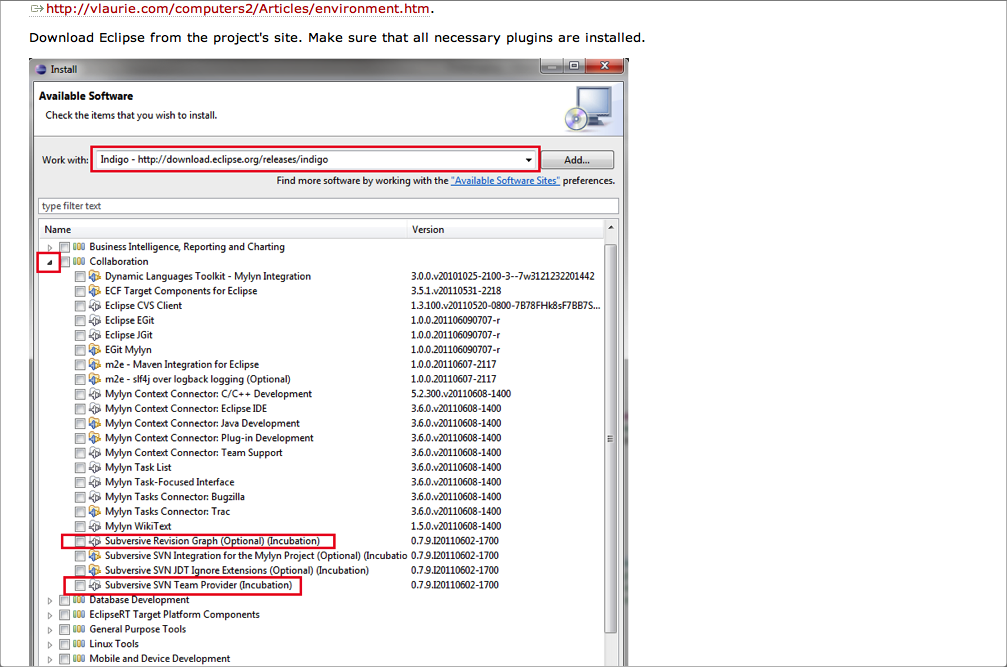 http://vlaurie.com/computers2/Articles/environment.htm.
Download Eclipse from the project's site. Make sure that all necessary plugins are installed.
Install
Available Software
Check the items that you wish to install.
Work with: Indigo - http://download.eclipse.org/releases/indigo Add...
Find more software by working with the "Available Software Sites" preferences.
type filter text
Name Version
Business Intelligence, Reporting and Charting
Collaboration
Dynamic Languages Toolkit - Mylyn Integration 3.0.0.v20101025-2100-3--7w3121232201442
ECF Target Components for Eclipse 3.5.1.v20110531-2218
Eclipse CVS Client 1.3.100.v20110520-0800-7B78FHk8sF7BB7S...
Eclipse EGit 1.0.0.201106090707-r
Eclipse JGit 1.0.0.201106090707-r
EGit Mylyn 1.0.0.201106090707-r
m2e - Maven Integration for Eclipse 1.0.0.20110607-2117
m2e - slf4j over logback logging (Optional) 1.0.0.20110607-2117
Mylyn Context Connector: C/C++ Development 5.2.300.v20110608-1400
Mylyn Context Connector: Eclipse IDE 3.6.0.v20110608-1400
Mylyn Context Connector: Java Development 3.6.0.v20110608-1400
Mylyn Context Connector: Plug-in Development 3.6.0.v20110608-1400
Mylyn Context Connector: Team Support 3.6.0.v20110608-1400
Mylyn Task List 3.6.0.v20110608-1400
Mylyn Task-Focused Interface 3.6.0.v20110608-1400
Mylyn Tasks Connector: Bugzilla 3.6.0.v20110608-1400
Mylyn Tasks Connector: Trac 3.6.0.v20110608-1400
Mylyn WikiText 1.5.0.v20110608-1400
Subversive Revision Graph (Optional) (Incubation) 0.7.9.I20110602-1700
Subversive SVN Integration for the Mylyn Project (Optional) (Incubatio 0.7.9.I20110602-1700
Subversive SVN JDT Ignore Extensions (Optional) (Incubation) 0.7.9.I20110602-1700
Subversive SVN Team Provider (Incubation) 0.7.9.I20110602-1700
Database Development
EclipseRT Target Platform Components
General Purpose Tools
Linux Tools
Mobile and Device Development